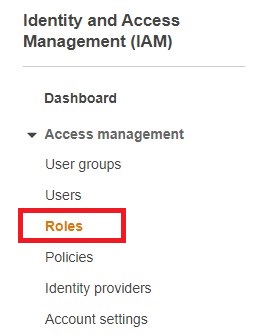 Identity and Access
Management (IAM)
Dashboard
Access management
User groups
Users
Roles
Policies
Identity providers
Account settings